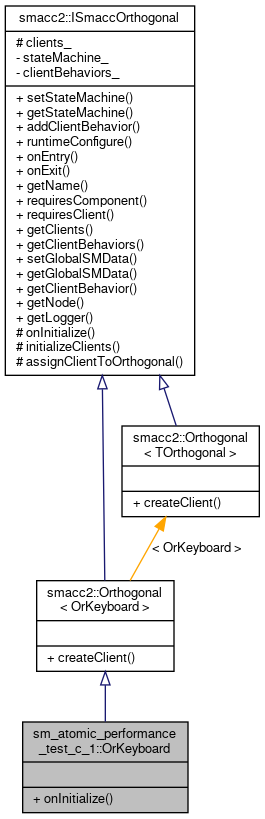 smacc2::ISmaccOrthogonal
# clients_
- stateMachine_
- clientBehaviors_
+ setStateMachine()
+ getStateMachine()
+ addClientBehavior()
+ runtimeConfigure()
+ onEntry()
+ onExit()
+ getName()
+ requiresComponent()
+ requiresClient()
+ getClients()
+ getClientBehaviors()
+ setGlobalSMData()
+ getGlobalSMData()
+ getClientBehavior()
+ getNode()
+ getLogger()
# onInitialize()
# initializeClients()
# assignClientToOrthogonal()
smacc2::Orthogonal
< TOrthogonal >
+ createClient()
< OrKeyboard >
smacc2::Orthogonal
< OrKeyboard >
+ createClient()
sm_atomic_performance
_test_c_1::OrKeyboard
+ onInitialize()